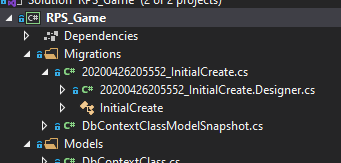 Solution 'RPS_Game' (2 of 2 projects)
C# RPS_Game
Dependencies
Migrations
C# 20200426205552_InitialCreate.cs
C# 20200426205552_InitialCreate.Designer.cs
InitialCreate
C# DbContextClassModelSnapshot.cs
Models
C# DbContextClass.cs